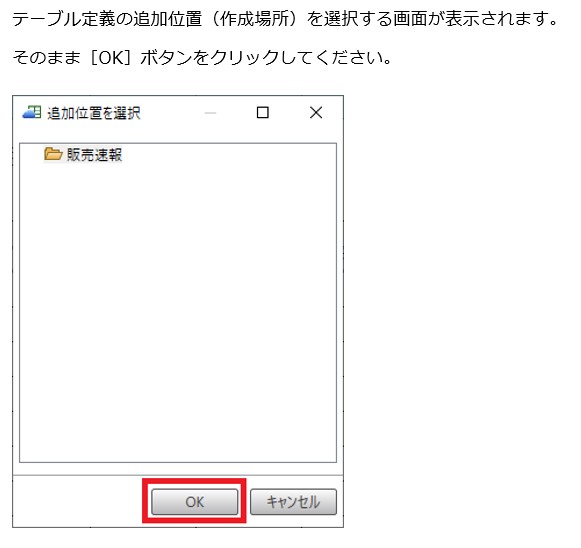 テーブル定義の追加位置（作成場所）を選択する画面が表示されます。
そのまま［OK］ボタンをクリックしてください。
追加位置を選択
販売速報
OK キャンセル